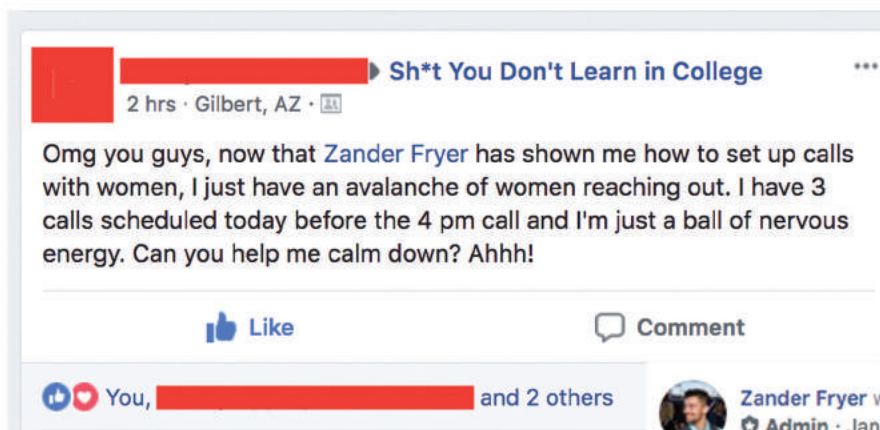 Sh*t You Don't Learn in College
2 hrs · Gilbert, AZ ·
Omg you guys, now that Zander Fryer has shown me how to set up calls
with women, I just have an avalanche of women reaching out. I have 3
calls scheduled today before the 4 pm call and I'm just a ball of nervous
energy. Can you help me calm down? Ahhh!
Like
Comment
You,
and 2 others
Zander Fryer
Admin · Jan